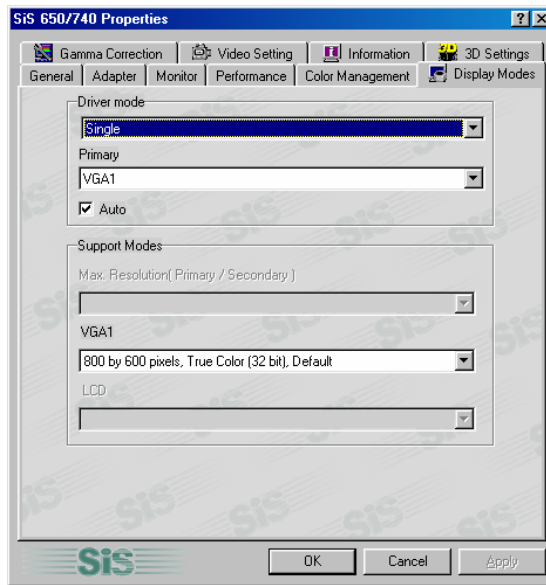 SiS 650/740 Properties
Gamma Correction Video Setting Information 3D Settings
General Adapter Monitor Performance Color Management Display Modes
Driver mode
Single
Primary
VGA1
Auto
Support Modes
Max. Resolution( Primary / Secondary )
VGA1
800 by 600 pixels, True Color (32 bit), Default
LCD
SiS
OK Cancel Apply